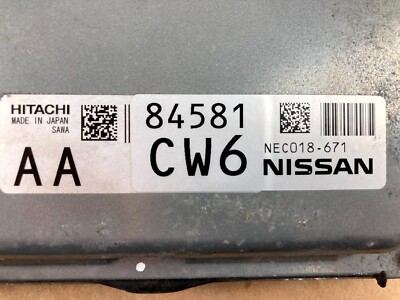 HITACHI
MADE IN JAPAN
SAWA
AA
84581
CW6
NEC018-671
NISSAN